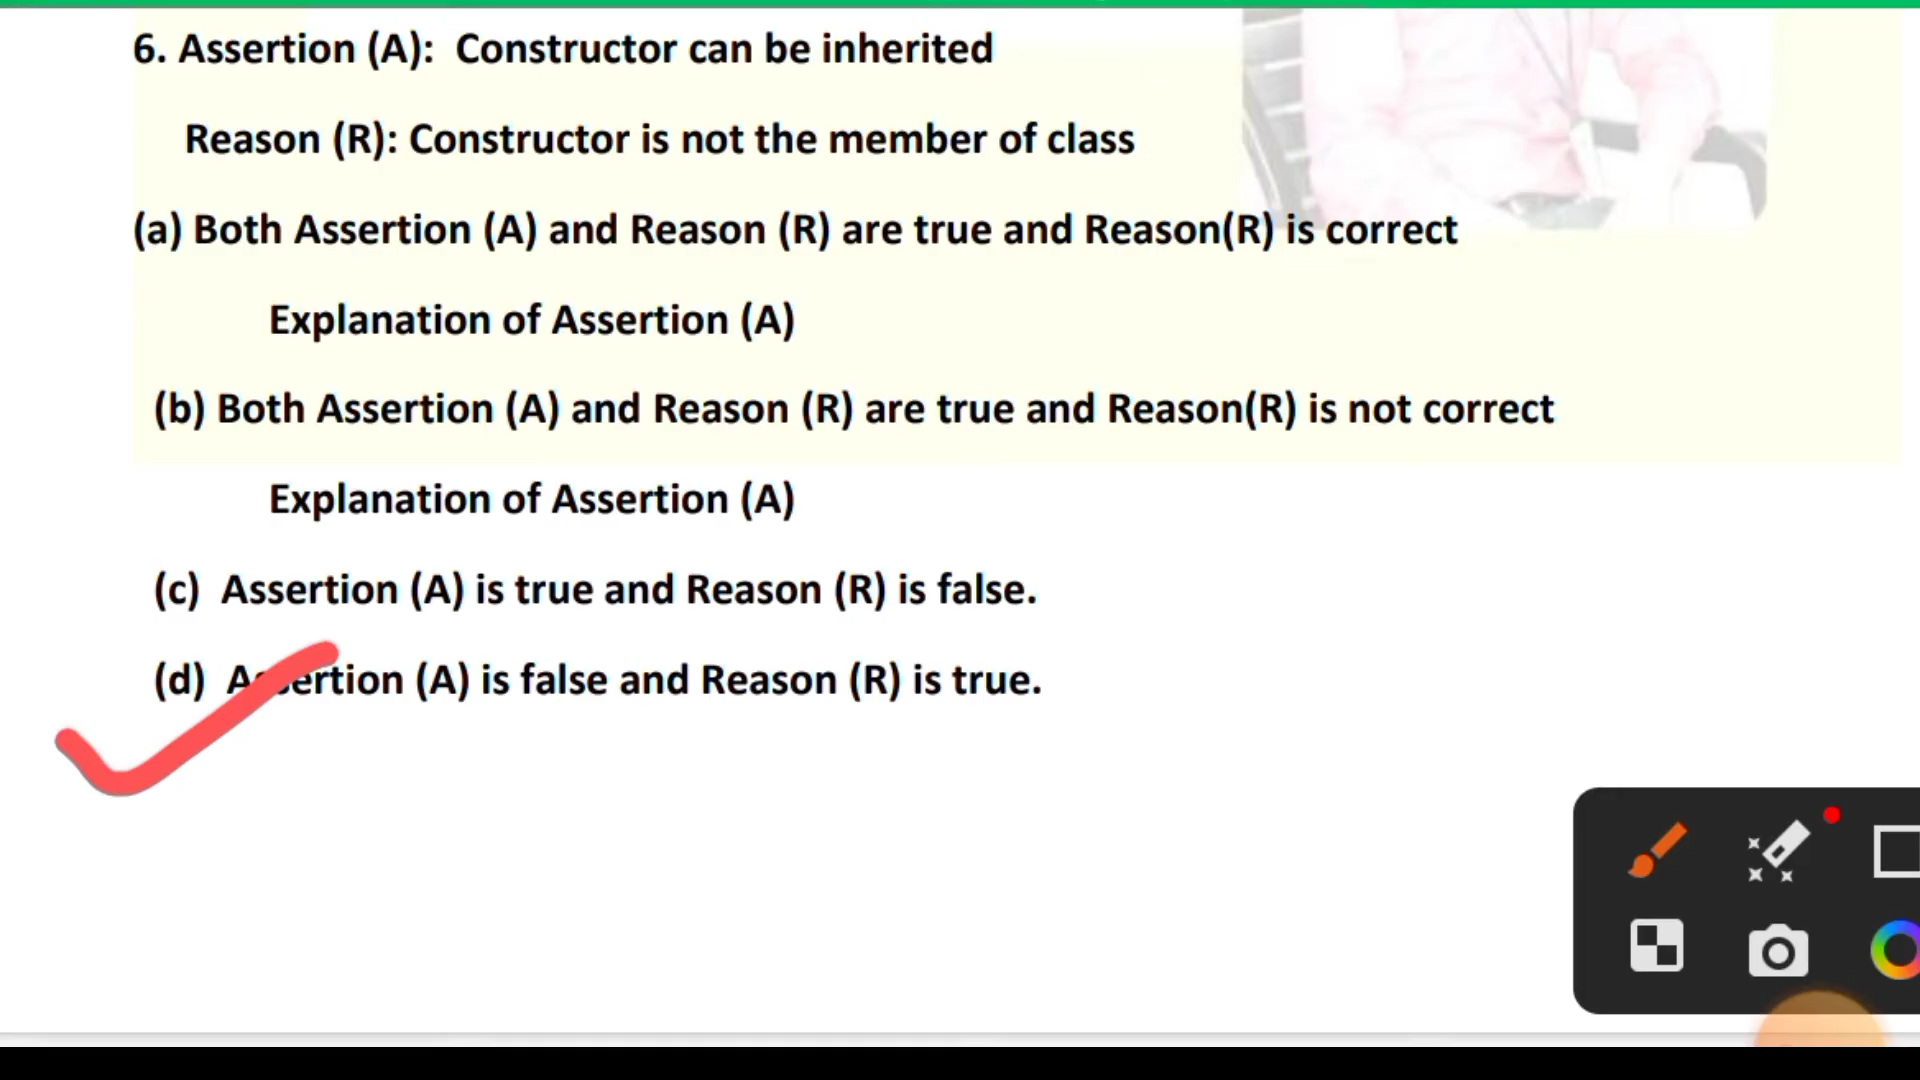 6. Assertion (A): Constructor can be inherited
Reason (R): Constructor is not the member of class
(a) Both Assertion (A) and Reason (R) are true and Reason(R) is correct
Explanation of Assertion (A)
(b) Both Assertion (A) and Reason (R) are true and Reason(R) is not correct
Explanation of Assertion (A)
(c) Assertion (A) is true and Reason (R) is false.
(d) Assertion (A) is false and Reason (R) is true.